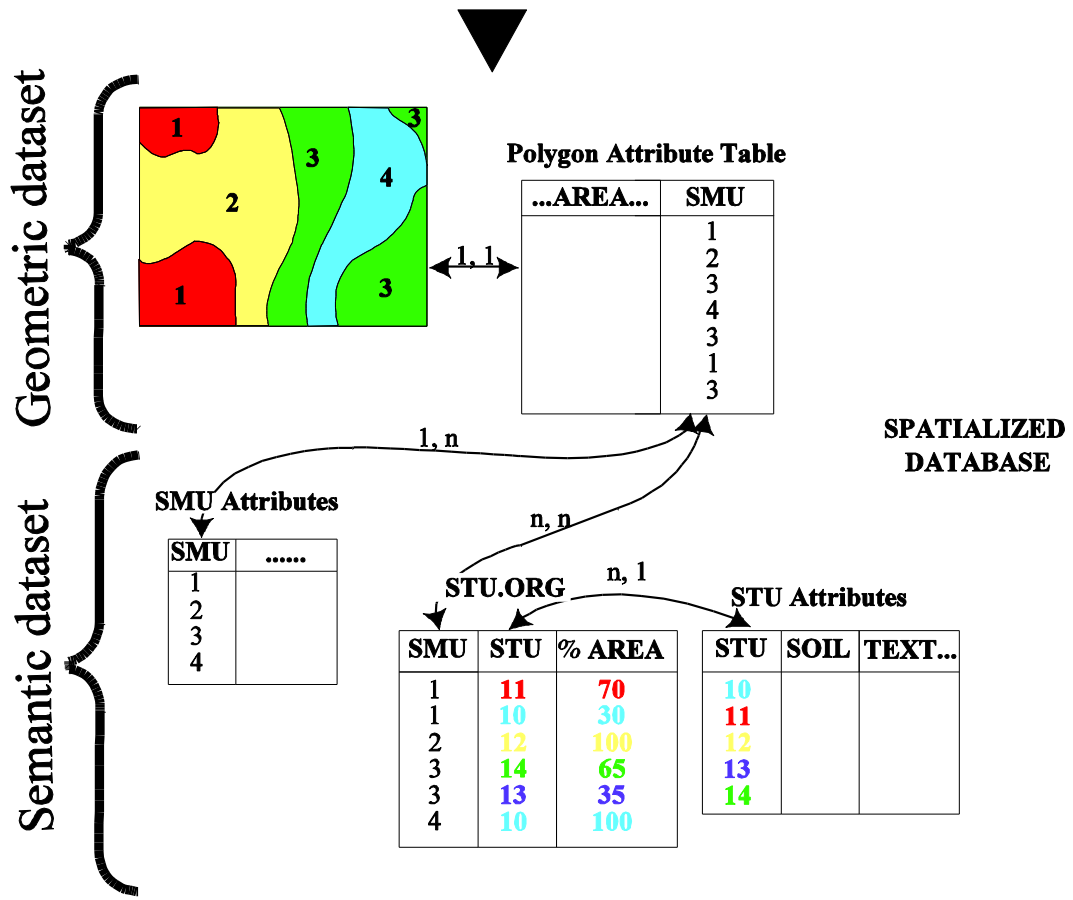 Geometric dataset
1
3
3
4
2
1
3
1, 1
Polygon Attribute Table
...AREA... SMU
1
2
3
4
3
1
3
SPATIALIZED
DATABASE
Semantic dataset
1, n
n, n
n, 1
SMU Attributes
SMU ......
1
2
3
4
STU.ORG
SMU STU % AREA
1 11 70
1 10 30
2 12 100
3 14 65
3 13 35
4 10 100
STU Attributes
STU SOIL TEXT...
10
11
12
13
14